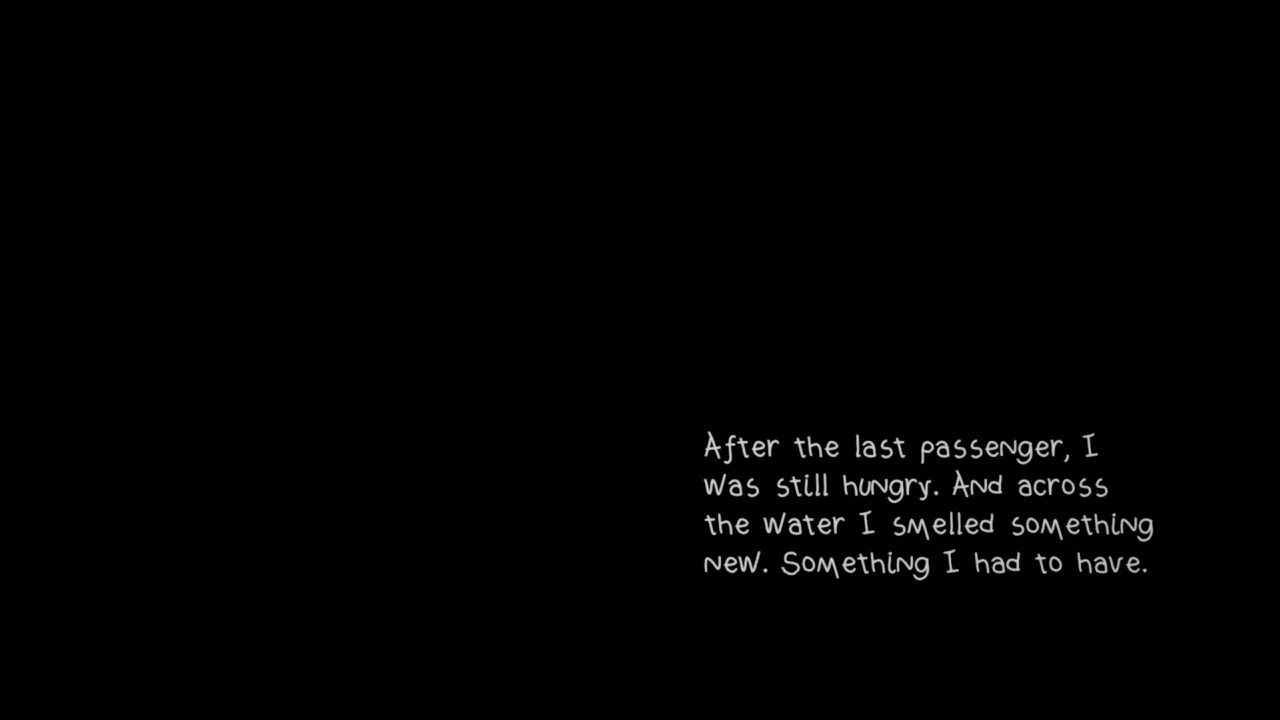 After the last passenger, I
was still hungry. And across
the water I smelled something
new. Something I had to have.